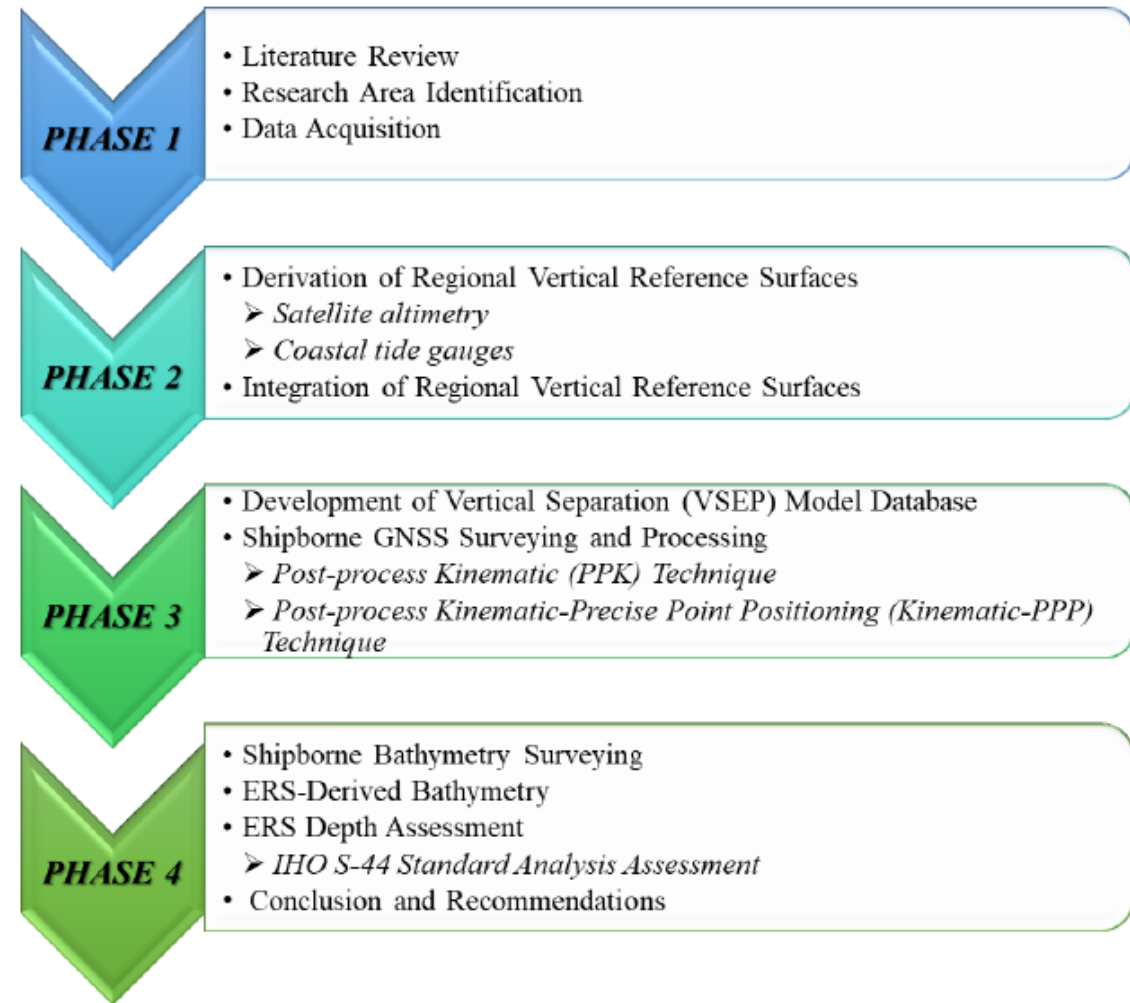 PHASE 1
• Literature Review
• Research Area Identification
• Data Acquisition
PHASE 2
• Derivation of Regional Vertical Reference Surfaces
➢ Satellite altimetry
➢ Coastal tide gauges
• Integration of Regional Vertical Reference Surfaces
PHASE 3
• Development of Vertical Separation (VSEP) Model Database
• Shipborne GNSS Surveying and Processing
➢ Post-process Kinematic (PPK) Technique
➢ Post-process Kinematic-Precise Point Positioning (Kinematic-PPP)
Technique
PHASE 4
• Shipborne Bathymetry Surveying
• ERS-Derived Bathymetry
• ERS Depth Assessment
➢ IHO S-44 Standard Analysis Assessment
• Conclusion and Recommendations